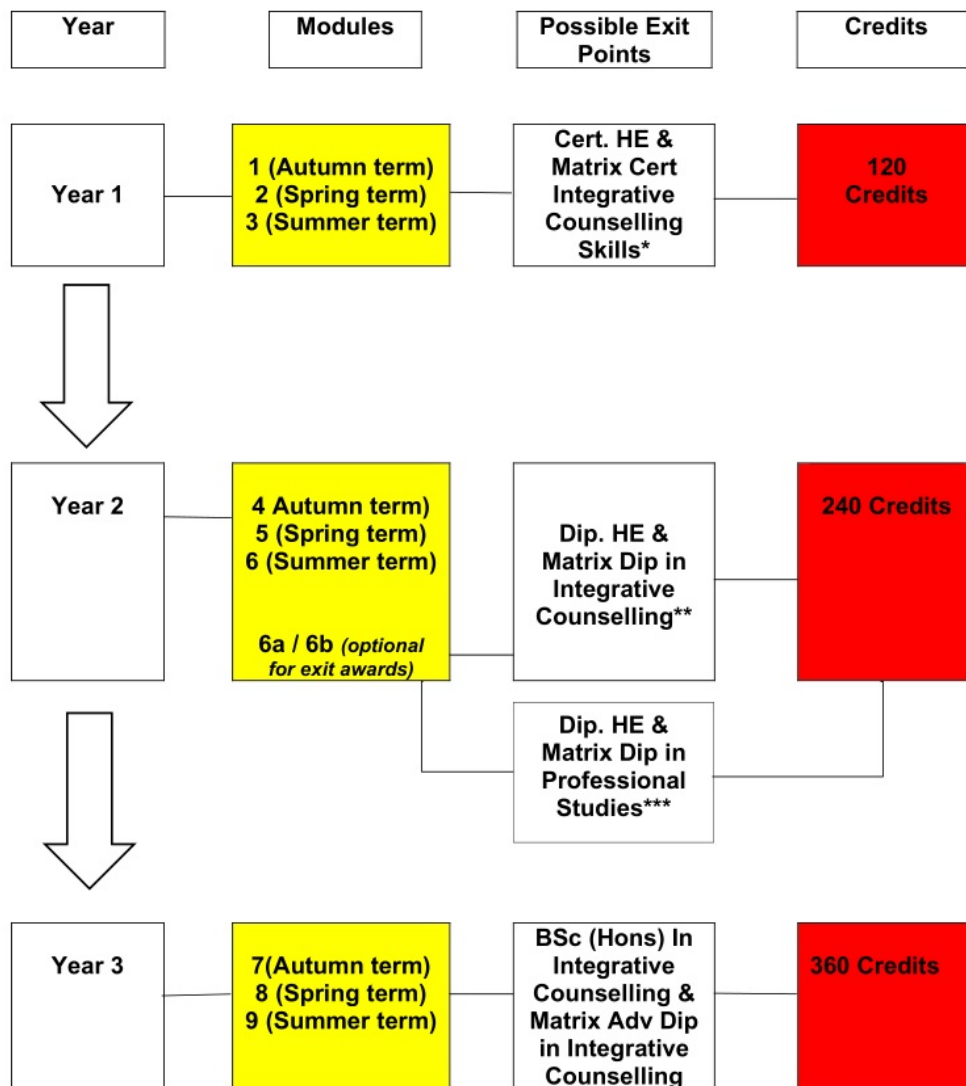 Year
Modules
Possible Exit
Points
Credits
Year 1
1 (Autumn term)
2 (Spring term)
3 (Summer term)
Cert. HE &
Matrix Cert
Integrative
Counselling
Skills*
120
Credits
Year 2
4 Autumn term)
5 (Spring term)
6 (Summer term)
6a / 6b (optional
for exit awards)
Dip. HE &
Matrix Dip in
Integrative
Counselling**
240 Credits
Dip. HE &
Matrix Dip in
Professional
Studies***
Year 3
7(Autumn term)
8 (Spring term)
9 (Summer term)
BSc (Hons) In
Integrative
Counselling &
Matrix Adv Dip
in Integrative
Counselling
360 Credits